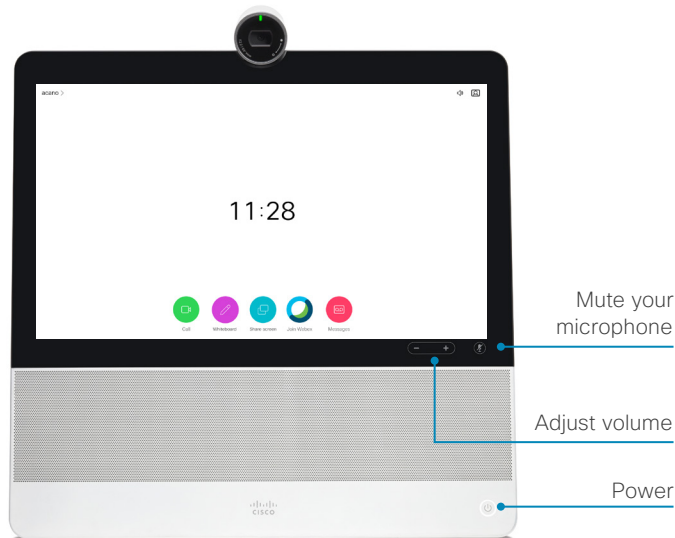 acano >
11:28
Call
Whiteboard
Share screen
Join Webex
Messages
- +
Mute your
microphone
Adjust volume
Power
CISCO